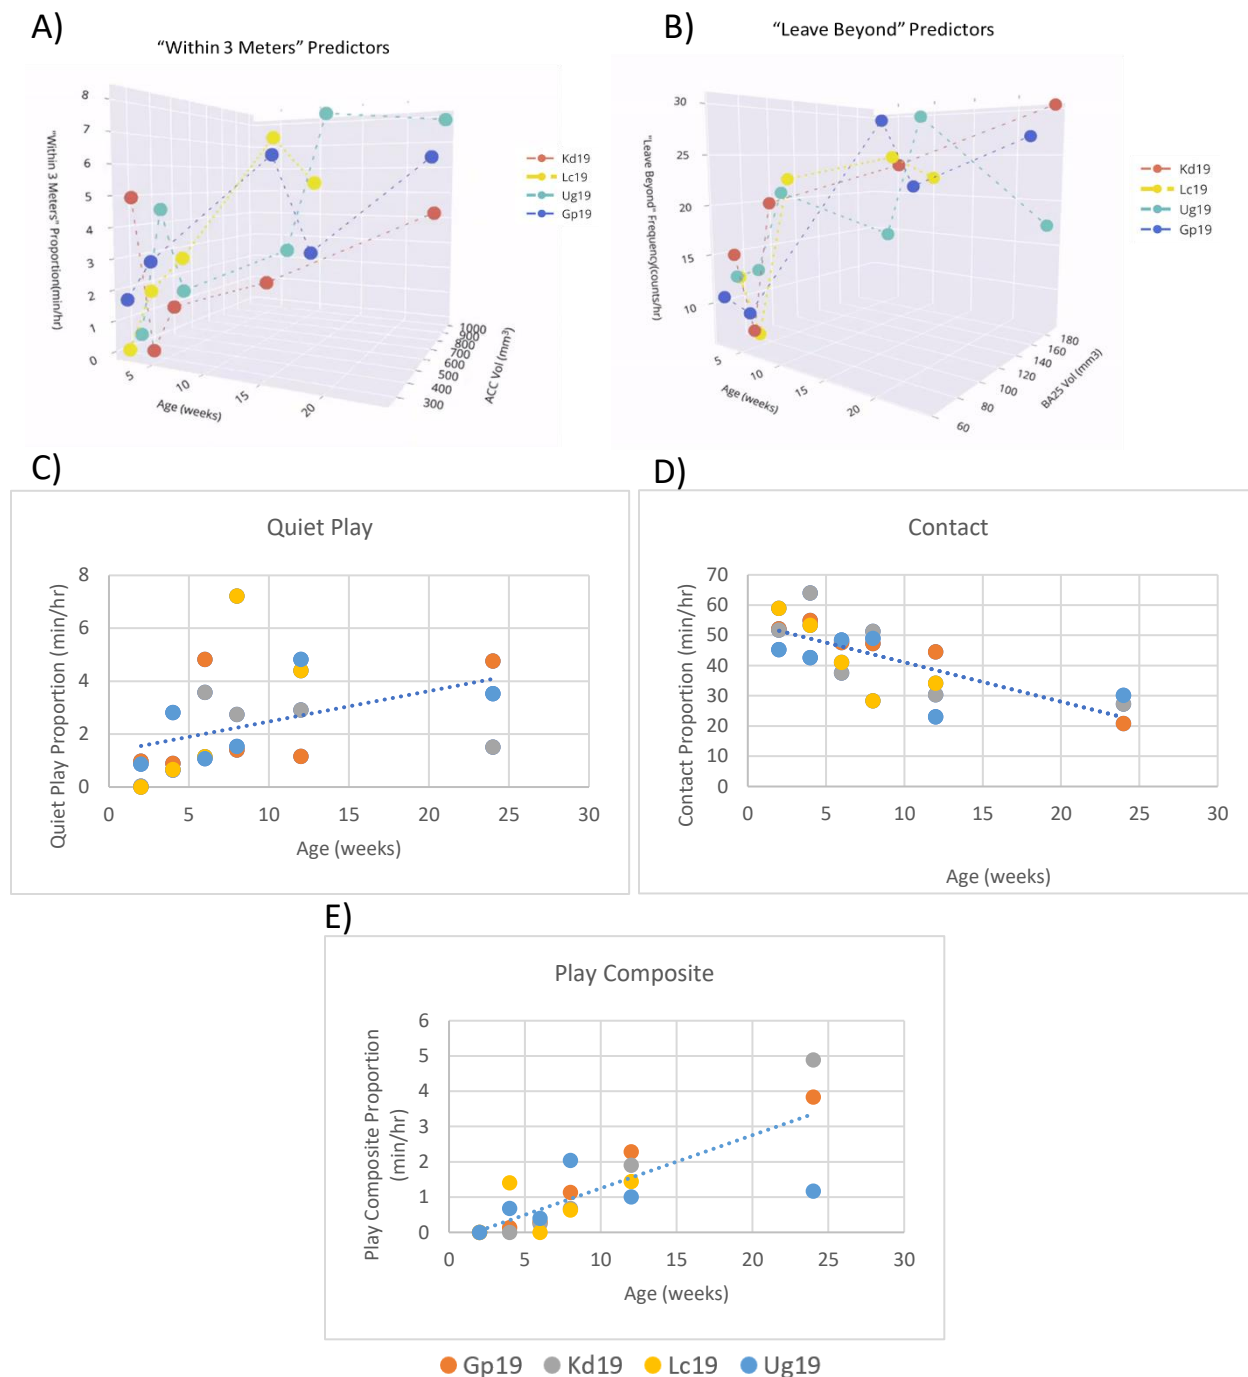 A)
"Within 3 Meters" Predictors
8
7
6
5
4
3
2
1
0
"Within 3 Meters" Proportion(min/hr)
5
10
15
20
Age (weeks)
1000
900
800
700
600
500
400
300
ACC Vol (mm³)
Kd19
Lc19
Ug19
Gp19
B)
"Leave Beyond" Predictors
30
25
20
15
10
"Leave Beyond" Frequency(counts/hr)
5
10
15
20
Age (weeks)
180
160
140
120
100
80
60
BA25 Vol (mm3)
Kd19
Lc19
Ug19
Gp19
C)
Quiet Play
Quiet Play Proportion (min/hr)
8
6
4
2
0
0 5 10 15 20 25 30
Age (weeks)
D)
Contact
Contact Proportion (min/hr)
70
60
50
40
30
20
10
0
0 5 10 15 20 25 30
Age (weeks)
E)
Play Composite
Play Composite Proportion
(min/hr)
6
5
4
3
2
1
0
0 5 10 15 20 25 30
Age (weeks)
Gp19 Kd19 Lc19 Ug19